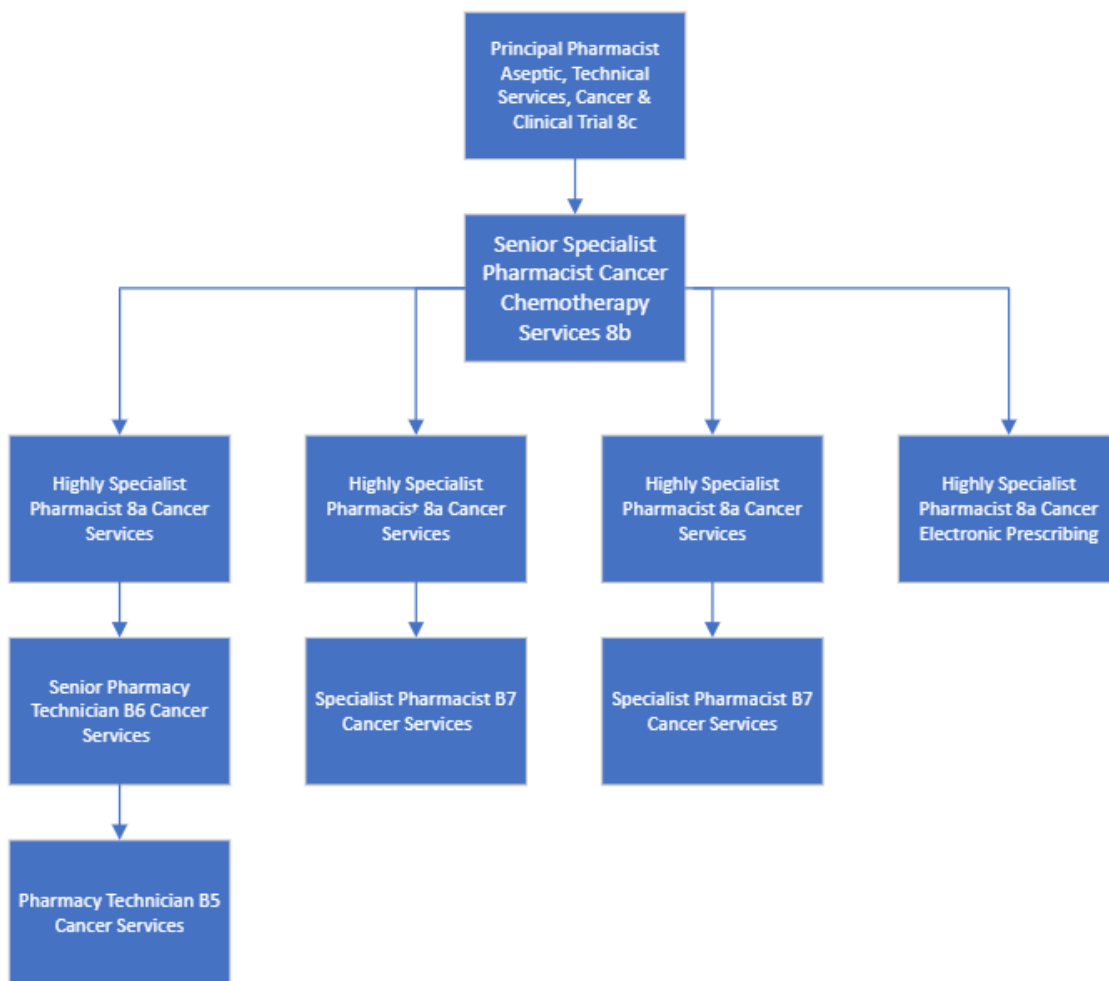 Principal Pharmacist
Aseptic, Technical
Services, Cancer &
Clinical Trial 8c
Senior Specialist
Pharmacist Cancer
Chemotherapy
Services 8b
Highly Specialist
Pharmacist 8a Cancer
Services
Highly Specialist
Pharmacist 8a Cancer
Services
Highly Specialist
Pharmacist 8a Cancer
Services
Highly Specialist
Pharmacist 8a Cancer
Electronic Prescribing
Senior Pharmacy
Technician B6 Cancer
Services
Specialist Pharmacist B7
Cancer Services
Specialist Pharmacist B7
Cancer Services
Pharmacy Technician B5
Cancer Services